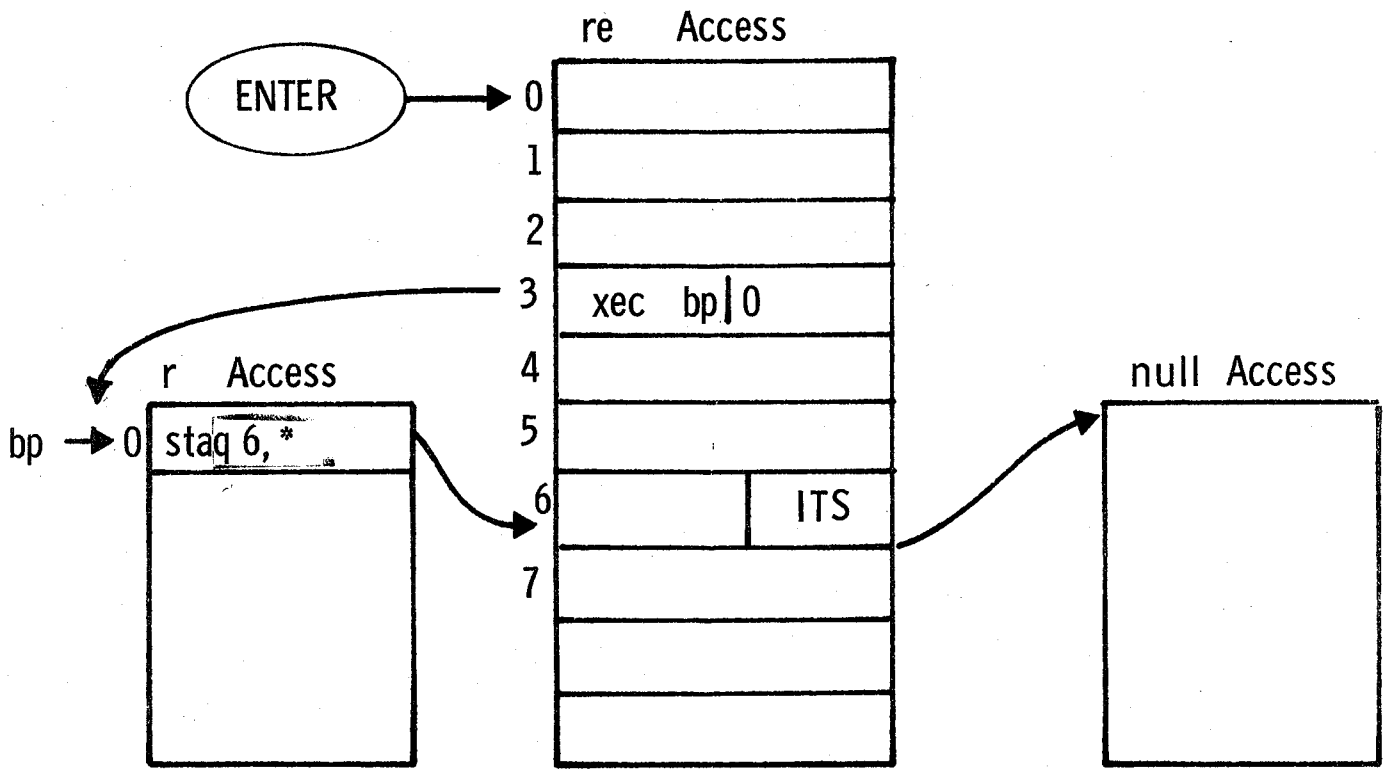 re Access
ENTER
0
1
2
3 xec bp|0
4
r Access
null Access
bp 0 staq 6, *
5
6 ITS
7